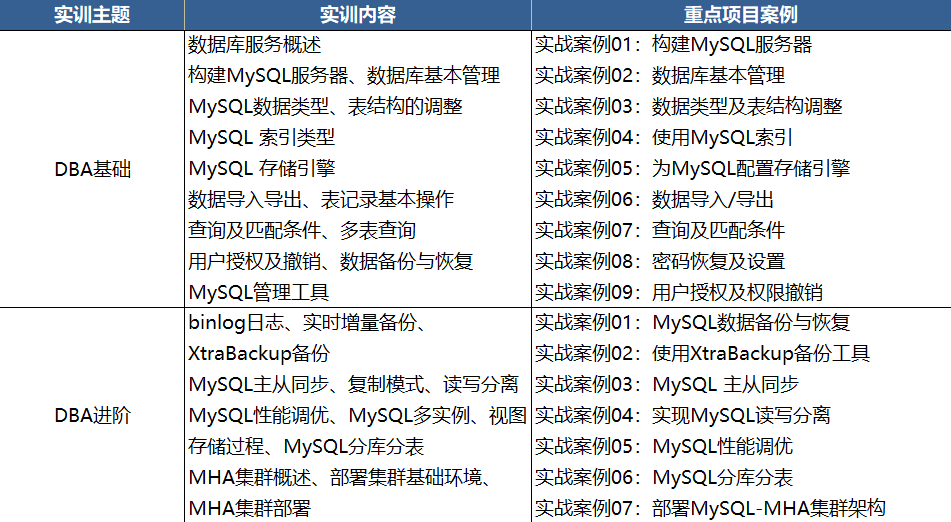 实训主题 实训内容 重点项目案例
数据库服务概述 实战案例01：构建MySQL服务器
构建MySQL服务器、数据库基本管理 实战案例02：数据库基本管理
MySQL数据类型、表结构的调整 实战案例03：数据类型及表结构调整
MySQL 索引类型 实战案例04：使用MySQL索引
DBA基础 MySQL 存储引擎 实战案例05：为MySQL配置存储引擎
数据导入导出、表记录基本操作 实战案例06：数据导入/导出
查询及匹配条件、多表查询 实战案例07：查询及匹配条件
用户授权及撤销、数据备份与恢复 实战案例08：密码恢复及设置
MySQL管理工具 实战案例09：用户授权及权限撤销
binlog日志、实时增量备份、 实战案例01：MySQL数据备份与恢复
XtraBackup备份 实战案例02：使用XtraBackup备份工具
MySQL主从同步、复制模式、读写分离 实战案例03：MySQL 主从同步
DBA进阶 MySQL性能调优、MySQL多实例、视图 实战案例04：实现MySQL读写分离
存储过程、MySQL分库分表 实战案例05：MySQL性能调优
MHA集群概述、部署集群基础环境、 实战案例06：MySQL分库分表
MHA集群部署 实战案例07：部署MySQL-MHA集群架构